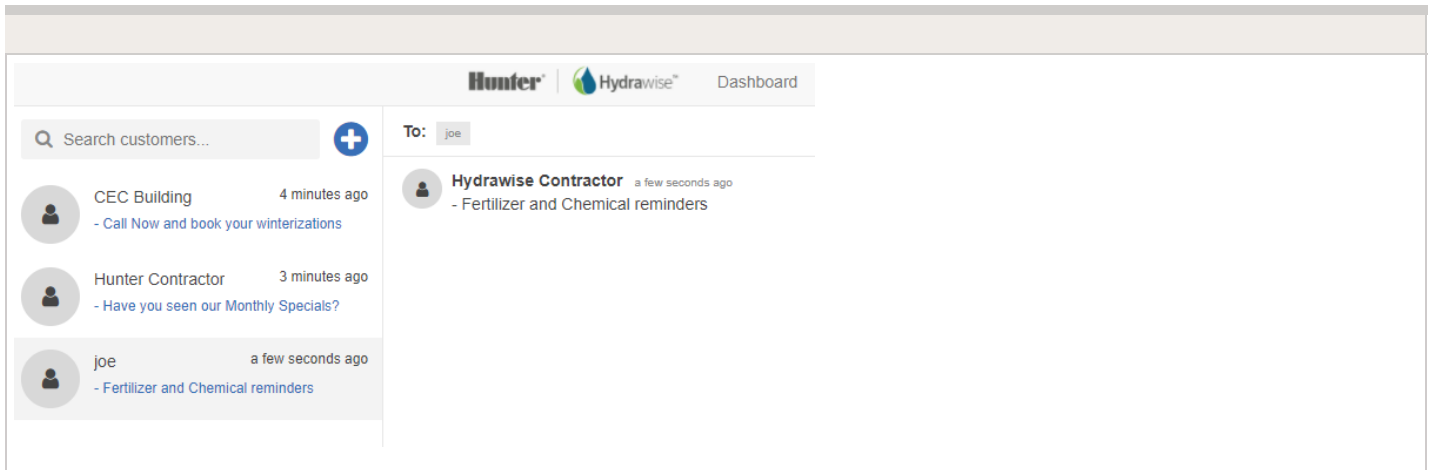 Hunter® Hydrawise™ Dashboard
Search customers...
To: joe
CEC Building 4 minutes ago
- Call Now and book your winterizations
Hunter Contractor 3 minutes ago
- Have you seen our Monthly Specials?
joe a few seconds ago
- Fertilizer and Chemical reminders
Hydrawise Contractor a few seconds ago
- Fertilizer and Chemical reminders